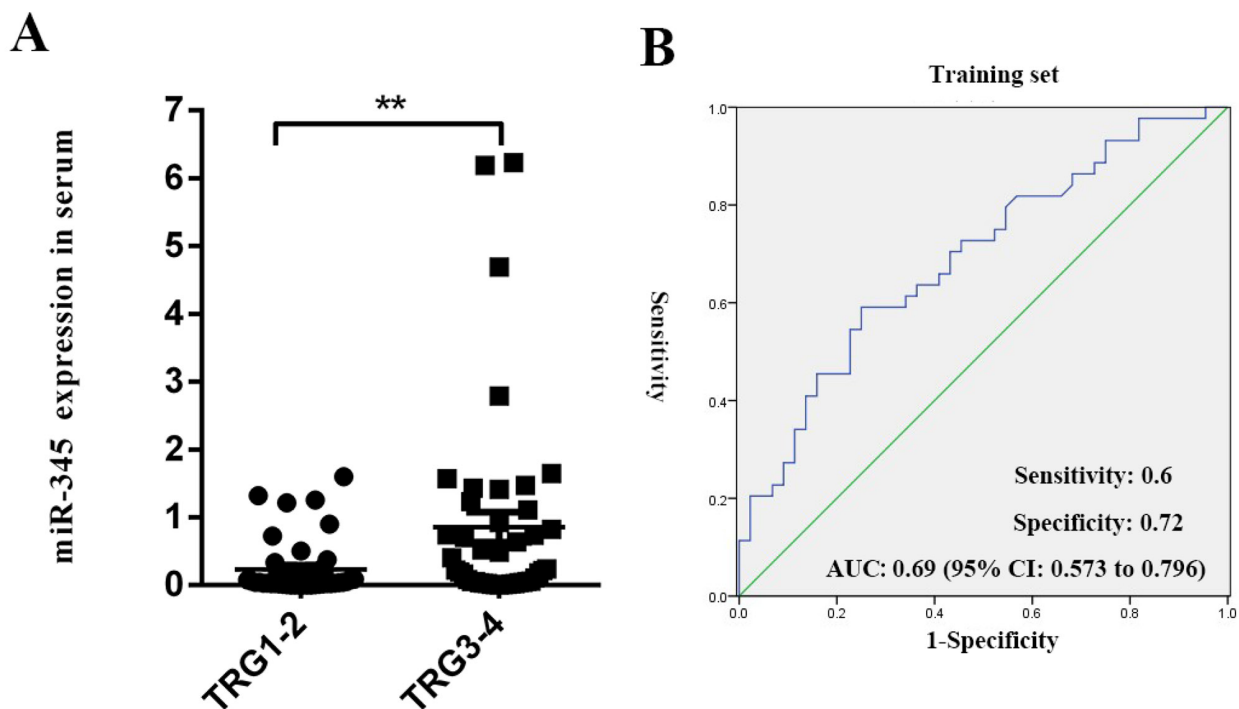 A
miR-345 expression in serum
7
6
5
4
3
2
1
0
**
TRG1-2
TRG3-4
B
Training set
Sensitivity
1.0
0.8
0.6
0.4
0.2
0.0
Sensitivity: 0.6
Specificity: 0.72
AUC: 0.69 (95% CI: 0.573 to 0.796)
0.0 0.2 0.4 0.6 0.8 1.0
1-Specificity